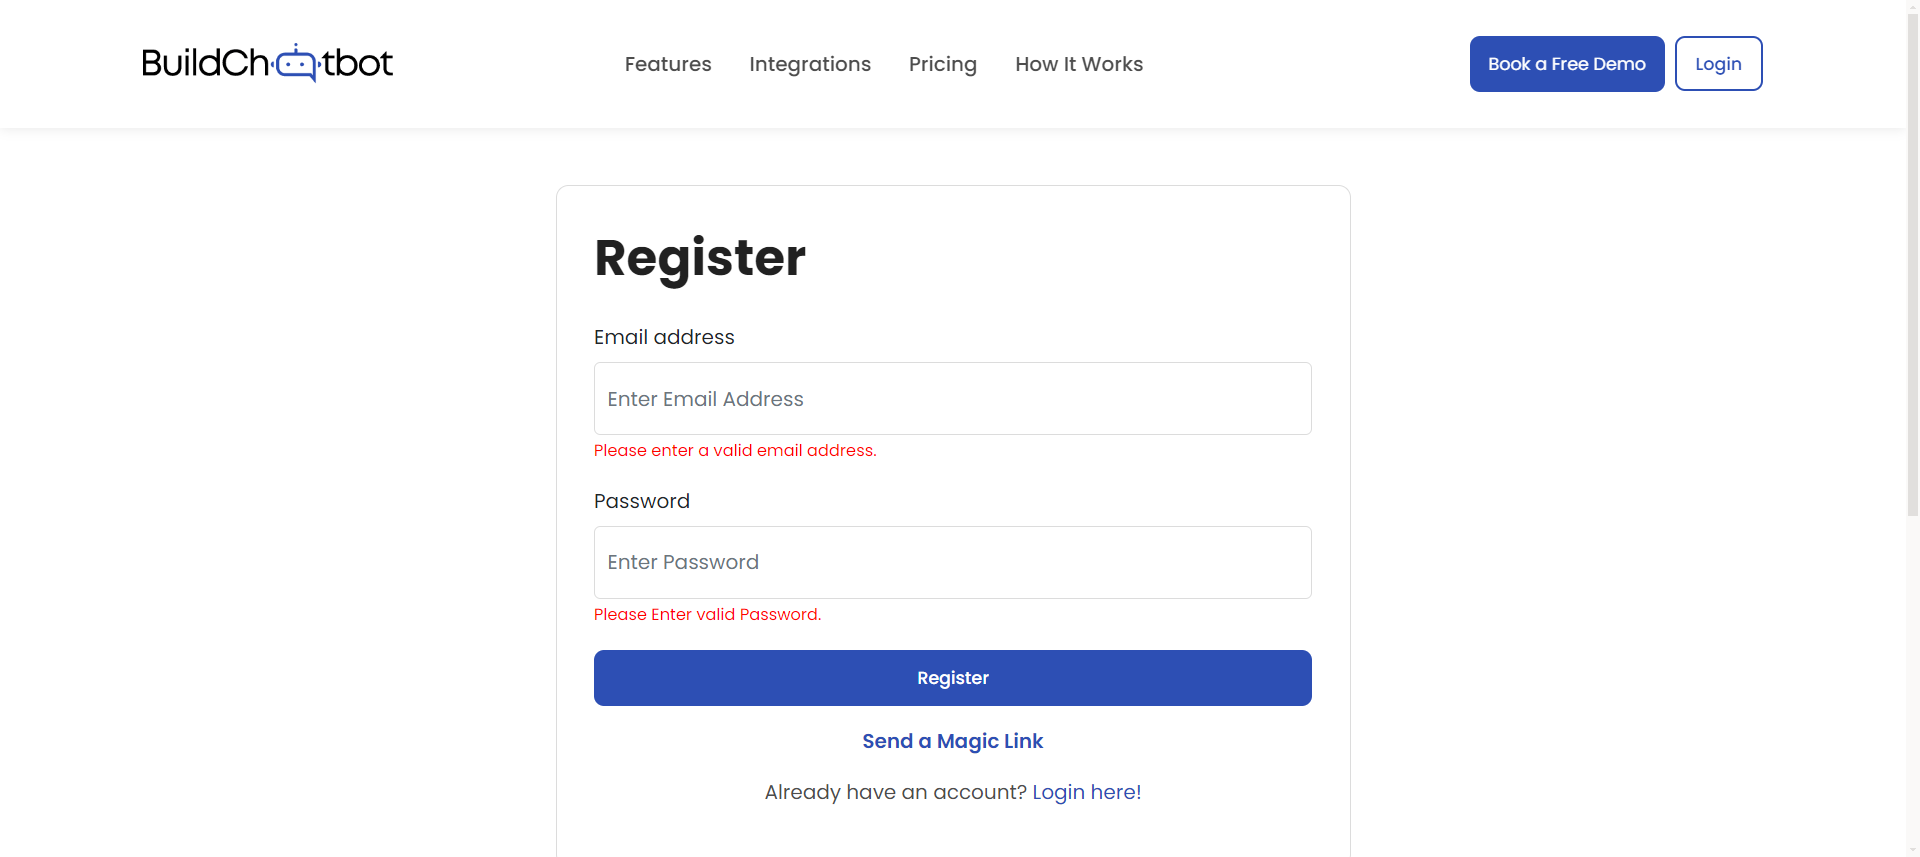 BuildChatbot
Features
Integrations
Pricing
How It Works
Book a Free Demo
Login
Register
Email address
Enter Email Address
Please enter a valid email address.
Password
Enter Password
Please Enter valid Password.
Register
Send a Magic Link
Already have an account? Login here!